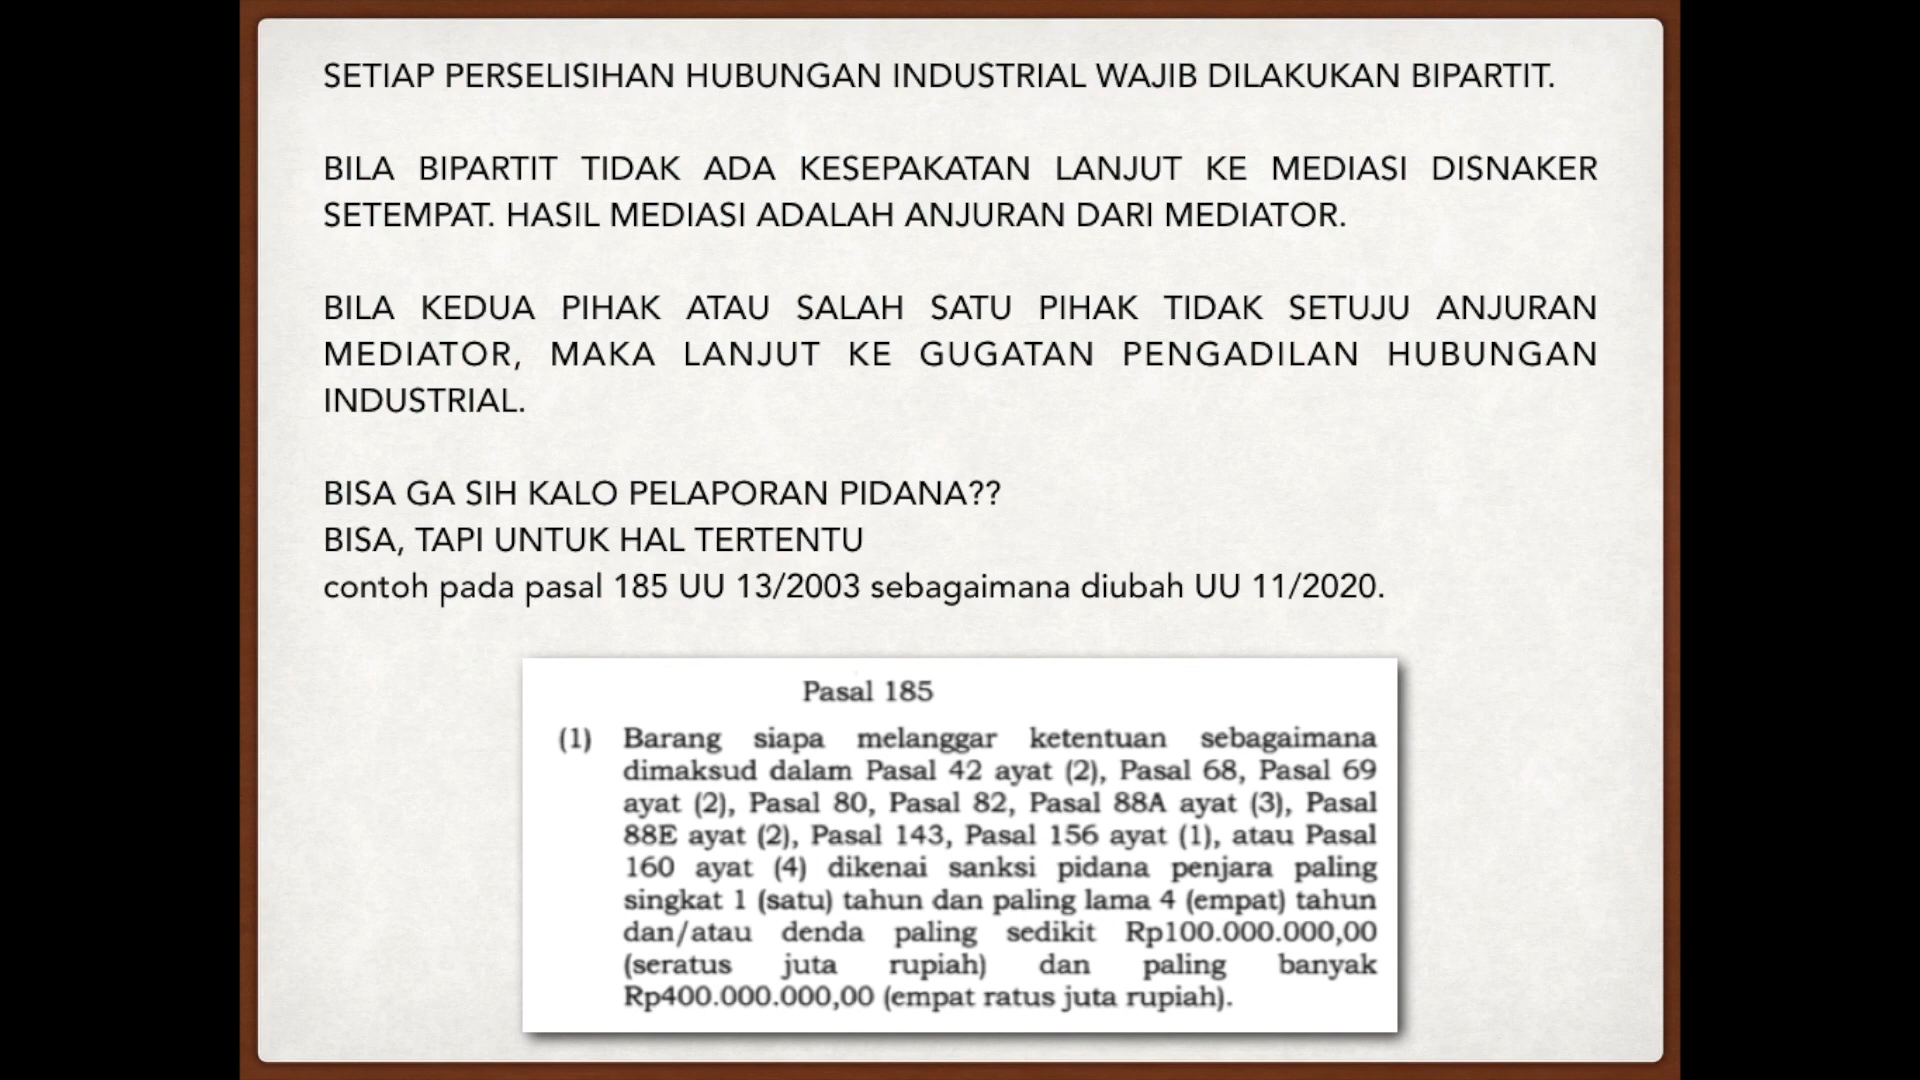 SETIAP PERSELISIHAN HUBUNGAN INDUSTRIAL WAJIB DILAKUKAN BIPARTIT.
BILA BIPARTIT TIDAK ADA KESEPAKATAN LANJUT KE MEDIASI DISNAKER
SETEMPAT. HASIL MEDIASI ADALAH ANJURAN DARI MEDIATOR.
BILA KEDUA PIHAK ATAU SALAH SATU PIHAK TIDAK SETUJU ANJURAN
MEDIATOR, MAKA LANJUT KE GUGATAN PENGADILAN HUBUNGAN
INDUSTRIAL.
BISA GA SIH KALO PELAPORAN PIDANA??
BISA, TAPI UNTUK HAL TERTENTU
contoh pada pasal 185 UU 13/2003 sebagaimana diubah UU 11/2020.
Pasal 185
(1) Barang siapa melanggar ketentuan sebagaimana
dimaksud dalam Pasal 42 ayat (2), Pasal 68, Pasal 69
ayat (2), Pasal 80, Pasal 82, Pasal 88A ayat (3), Pasal
88E ayat (2), Pasal 143, Pasal 156 ayat (1), atau Pasal
160 ayat (4) dikenai sanksi pidana penjara paling
singkat 1 (satu) tahun dan paling lama 4 (empat) tahun
dan/atau denda paling sedikit Rp100.000.000,00
(seratus juta rupiah) dan paling banyak
Rp400.000.000,00 (empat ratus juta rupiah).